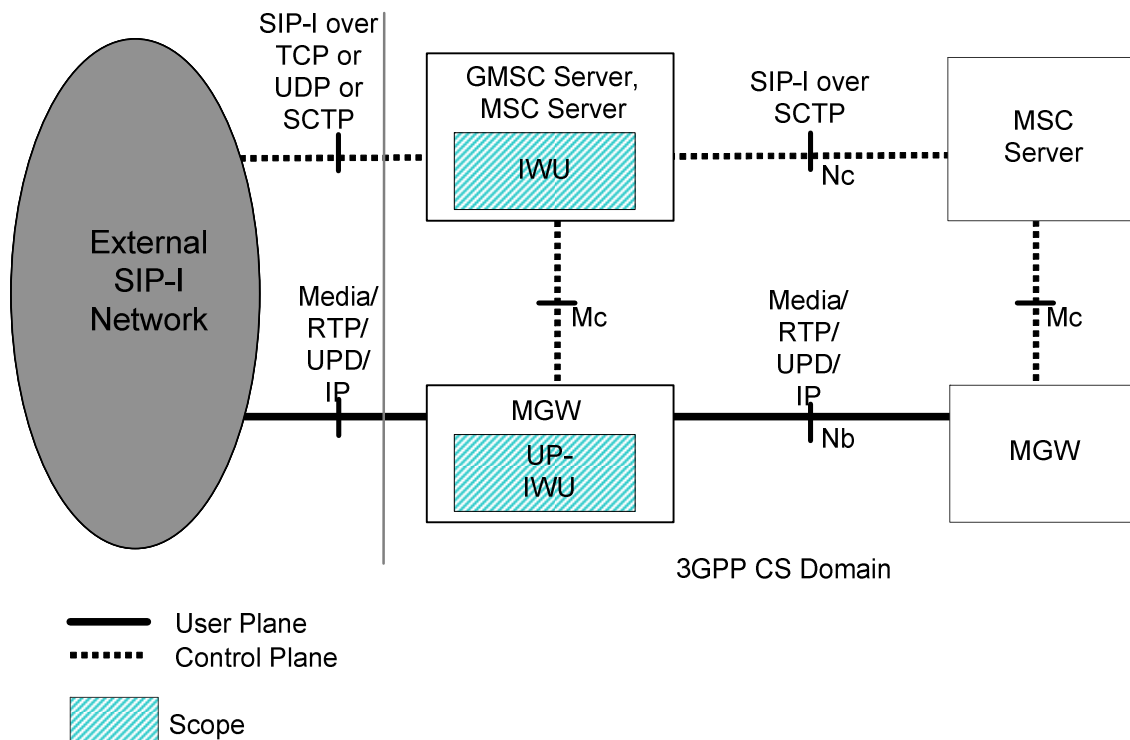 SIP-I over
TCP or
UDP or
SCTP
GMSC Server,
MSC Server
IWU
SIP-I over
SCTP
Nc
MSC
Server
External
SIP-I
Network
Media/
RTP/
UPD/
IP
Mc
Media/
RTP/
UPD/
IP
Nb
Mc
MGW
UP-
IWU
MGW
3GPP CS Domain
User Plane
Control Plane
Scope